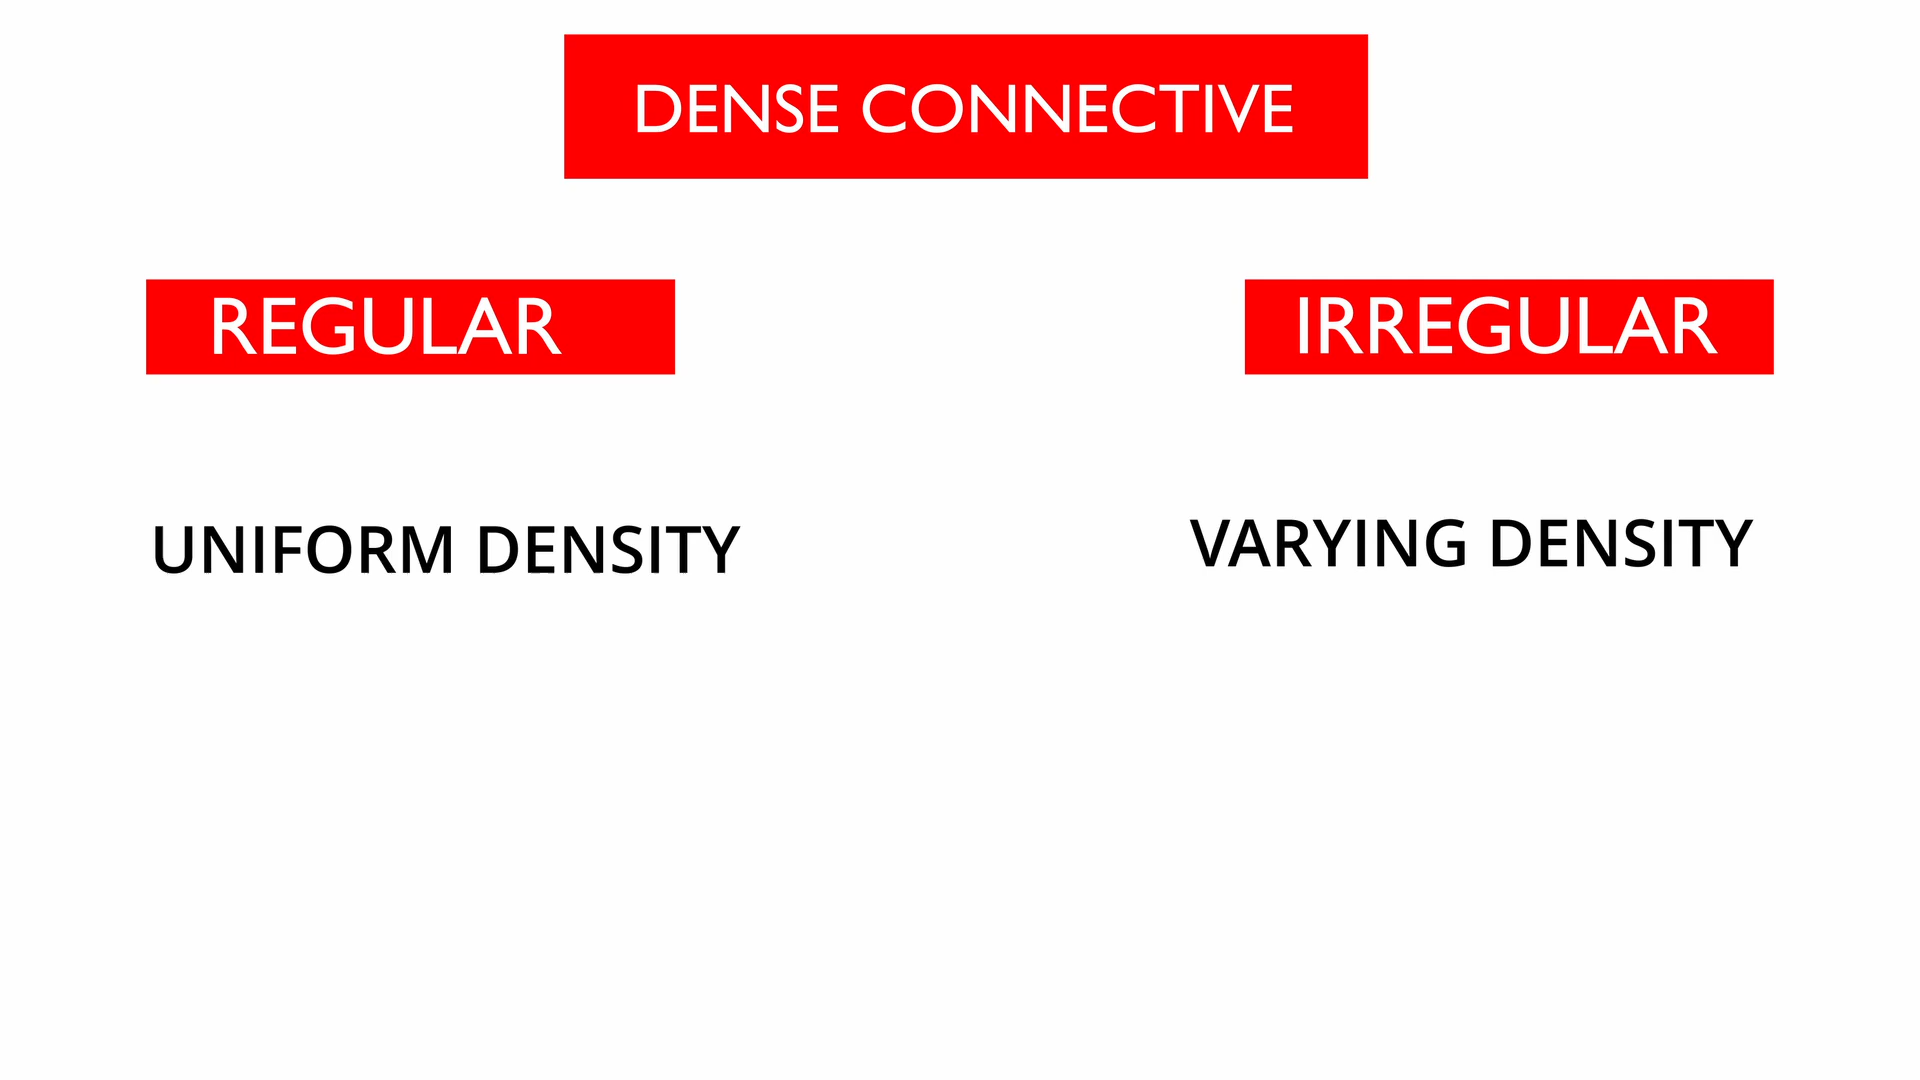 DENSE CONNECTIVE
REGULAR
IRREGULAR
UNIFORM DENSITY
VARYING DENSITY